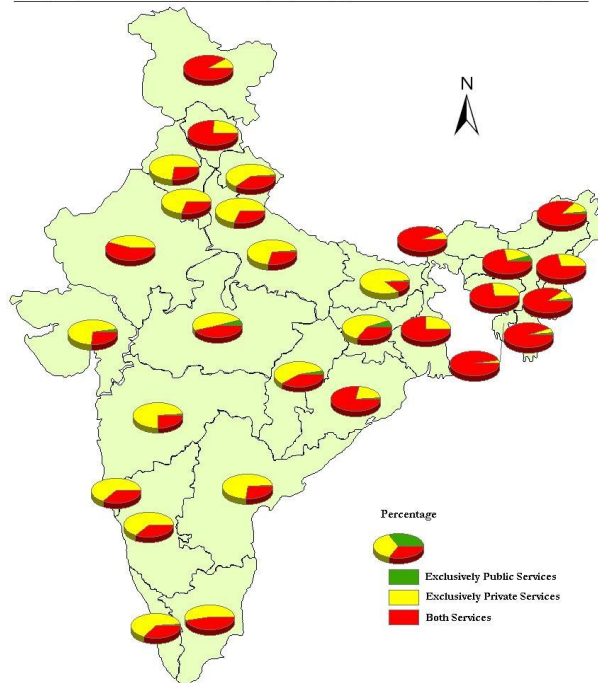 N
Percentage
Exclusively Public Services
Exclusively Private Services
Both Services